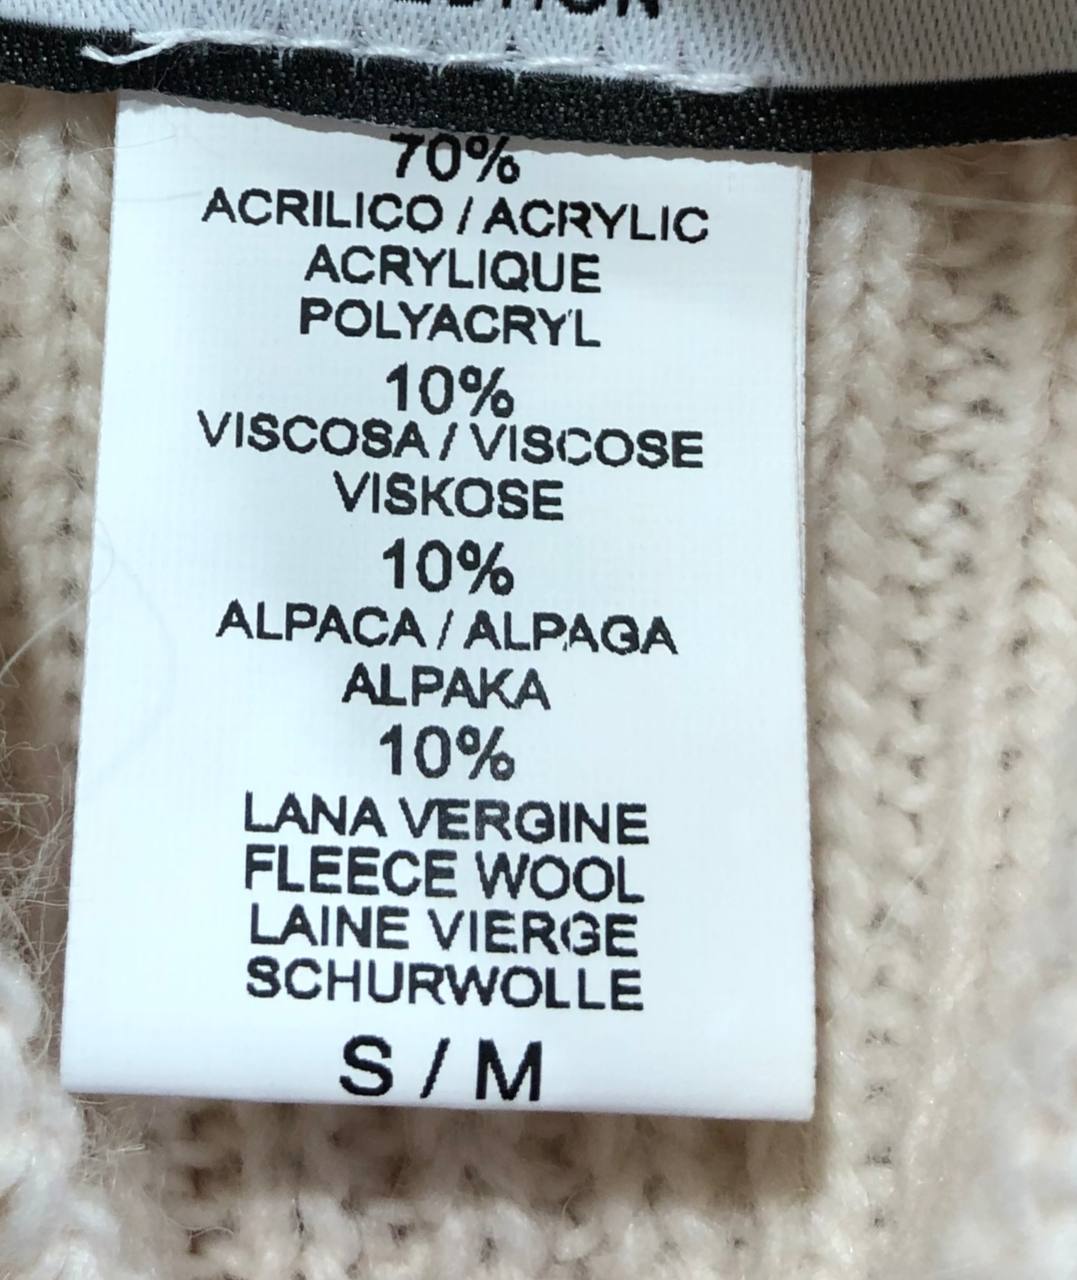 70%
ACRILICO / ACRYLIC
ACRYLIQUE
POLYACRYL
10%
VISCOSA / VISCOSE
VISKOSE
10%
ALPACA / ALPAGA
ALPAKA
10%
LANA VERGINE
FLEECE WOOL
LAINE VIERGE
SCHURWOLLE
S / M